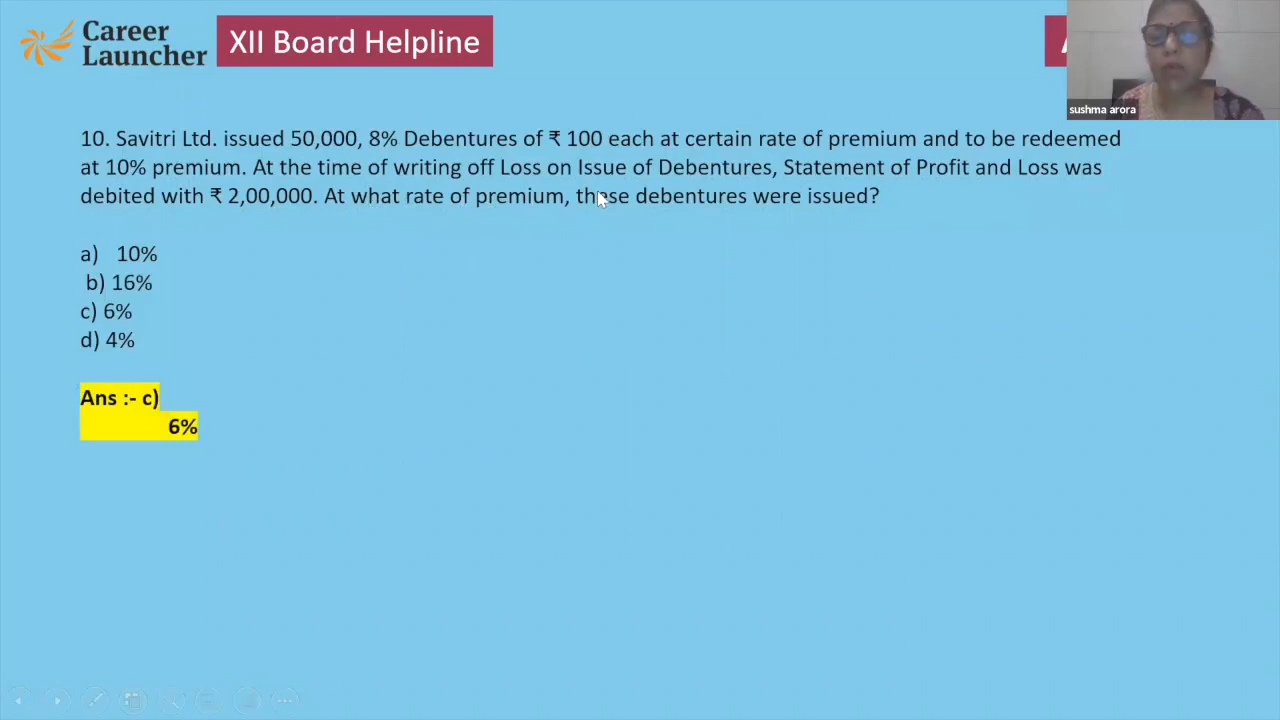 Career
Launcher
XII Board Helpline
sushma arora
10. Savitri Ltd. issued 50,000, 8% Debentures of ₹ 100 each at certain rate of premium and to be redeemed
at 10% premium. At the time of writing off Loss on Issue of Debentures, Statement of Profit and Loss was
debited with ₹ 2,00,000. At what rate of premium, these debentures were issued?
a) 10%
b) 16%
c) 6%
d) 4%
Ans :- c)
6%